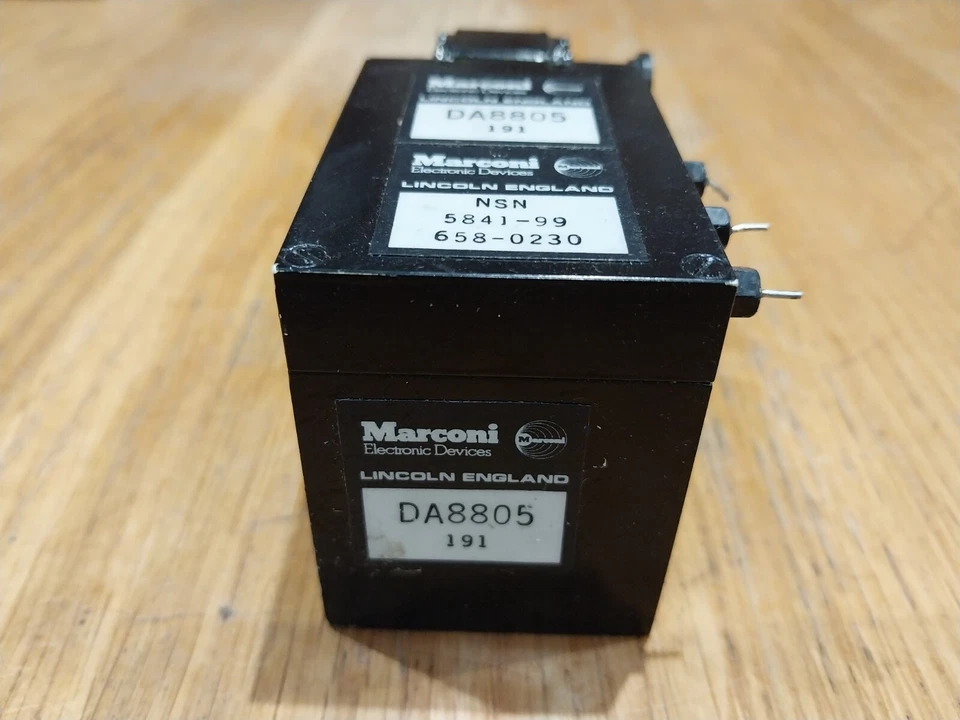 Marconi
LINCOLN ENGLAND
DA8805
191
Marconi
Electronic Devices
LINCOLN ENGLAND
NSN
5841-99
658-0230
Marconi
Electronic Devices
Marconi
LINCOLN ENGLAND
DA8805
191